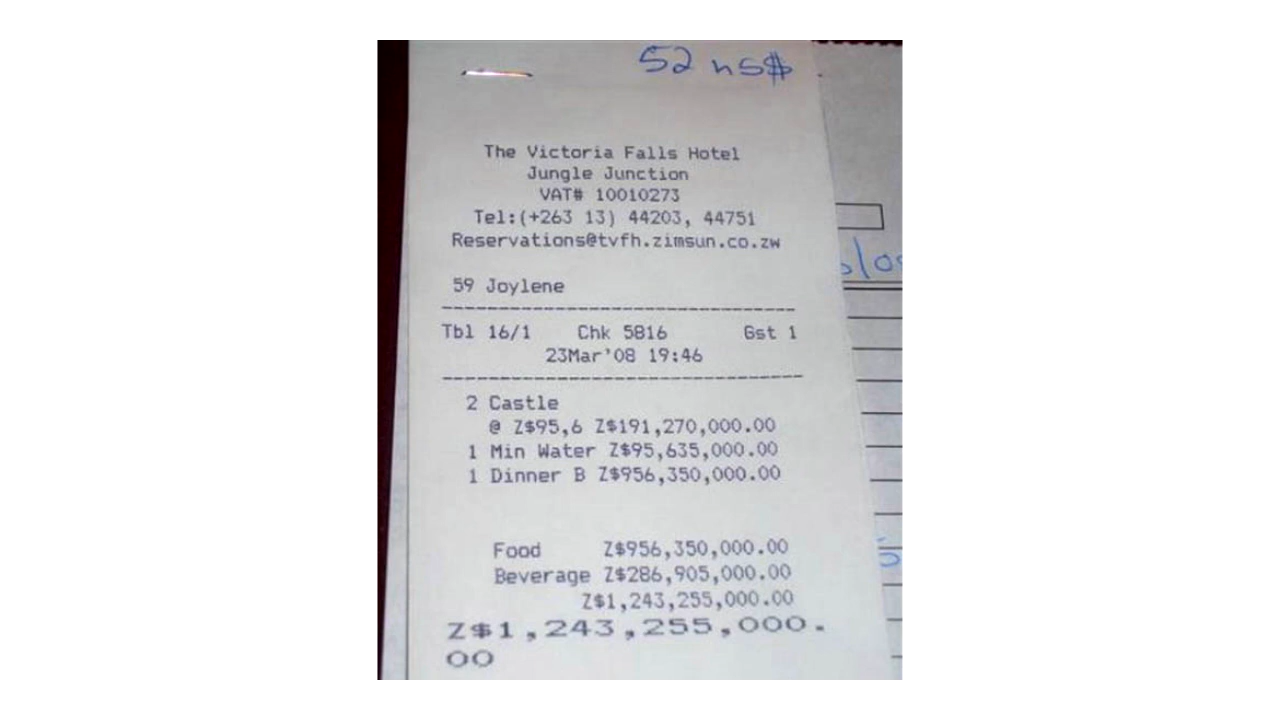 52 us$
The Victoria Falls Hotel
Jungle Junction
VAT# 10010273
Tel:(+263 13) 44203, 44751
Reservations@tvfh.zimsun.co.zw
59 Joylene
Tbl 16/1 Chk 5816 Gst 1
23Mar'08 19:46
2 Castle
@ Z$95,6 Z$191,270,000.00
1 Min Water Z$95,635,000.00
1 Dinner B Z$956,350,000.00
Food Z$956,350,000.00
Beverage Z$286,905,000.00
Z$1,243,255,000.00
Z$1,243,255,000.
00